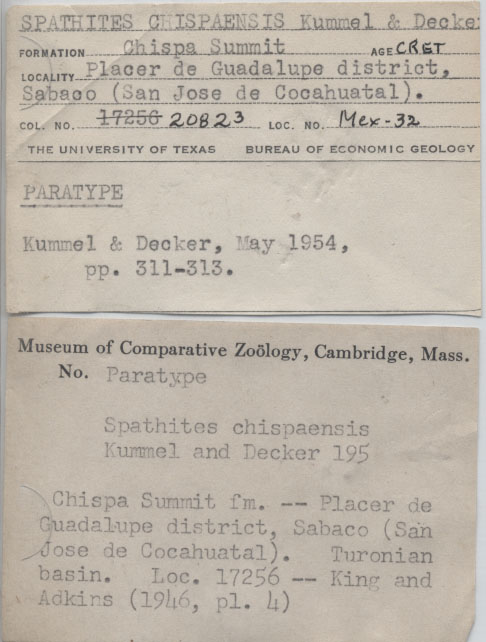 SPATHITES CHISPAENSIS Kummel & Decke
FORMATION Chispa Summit AGE CRET
LOCALITY Placer de Guadalupe district,
Sabaco (San Jose de Cocahuatal).
COL. NO. 17256 20823 LOC. NO. Mex-32
THE UNIVERSITY OF TEXAS BUREAU OF ECONOMIC GEOLOGY
PARATYPE
Kummel & Decker, May 1954,
pp. 311-313.
Museum of Comparative Zoölogy, Cambridge, Mass.
No. Paratype
Spathites chispaensis
Kummel and Decker 195
Chispa Summit fm. -- Placer de
Guadalupe district, Sabaco (San
Jose de Cocahuatal). Turonian
basin. Loc. 17256 -- King and
Adkins (1946, pl. 4)